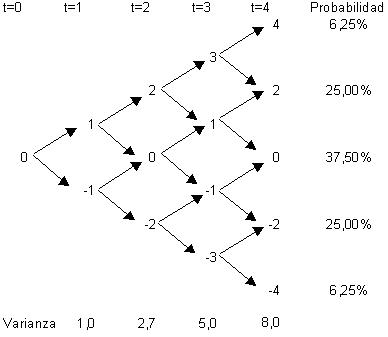 t=0 t=1 t=2 t=3 t=4 Probabilidad
4 6,25%
3
2 2 25,00%
1 1
0 0 0 37,50%
-1 -1
-2 -2 25,00%
-3
-4 6,25%
Varianza 1,0 2,7 5,0 8,0